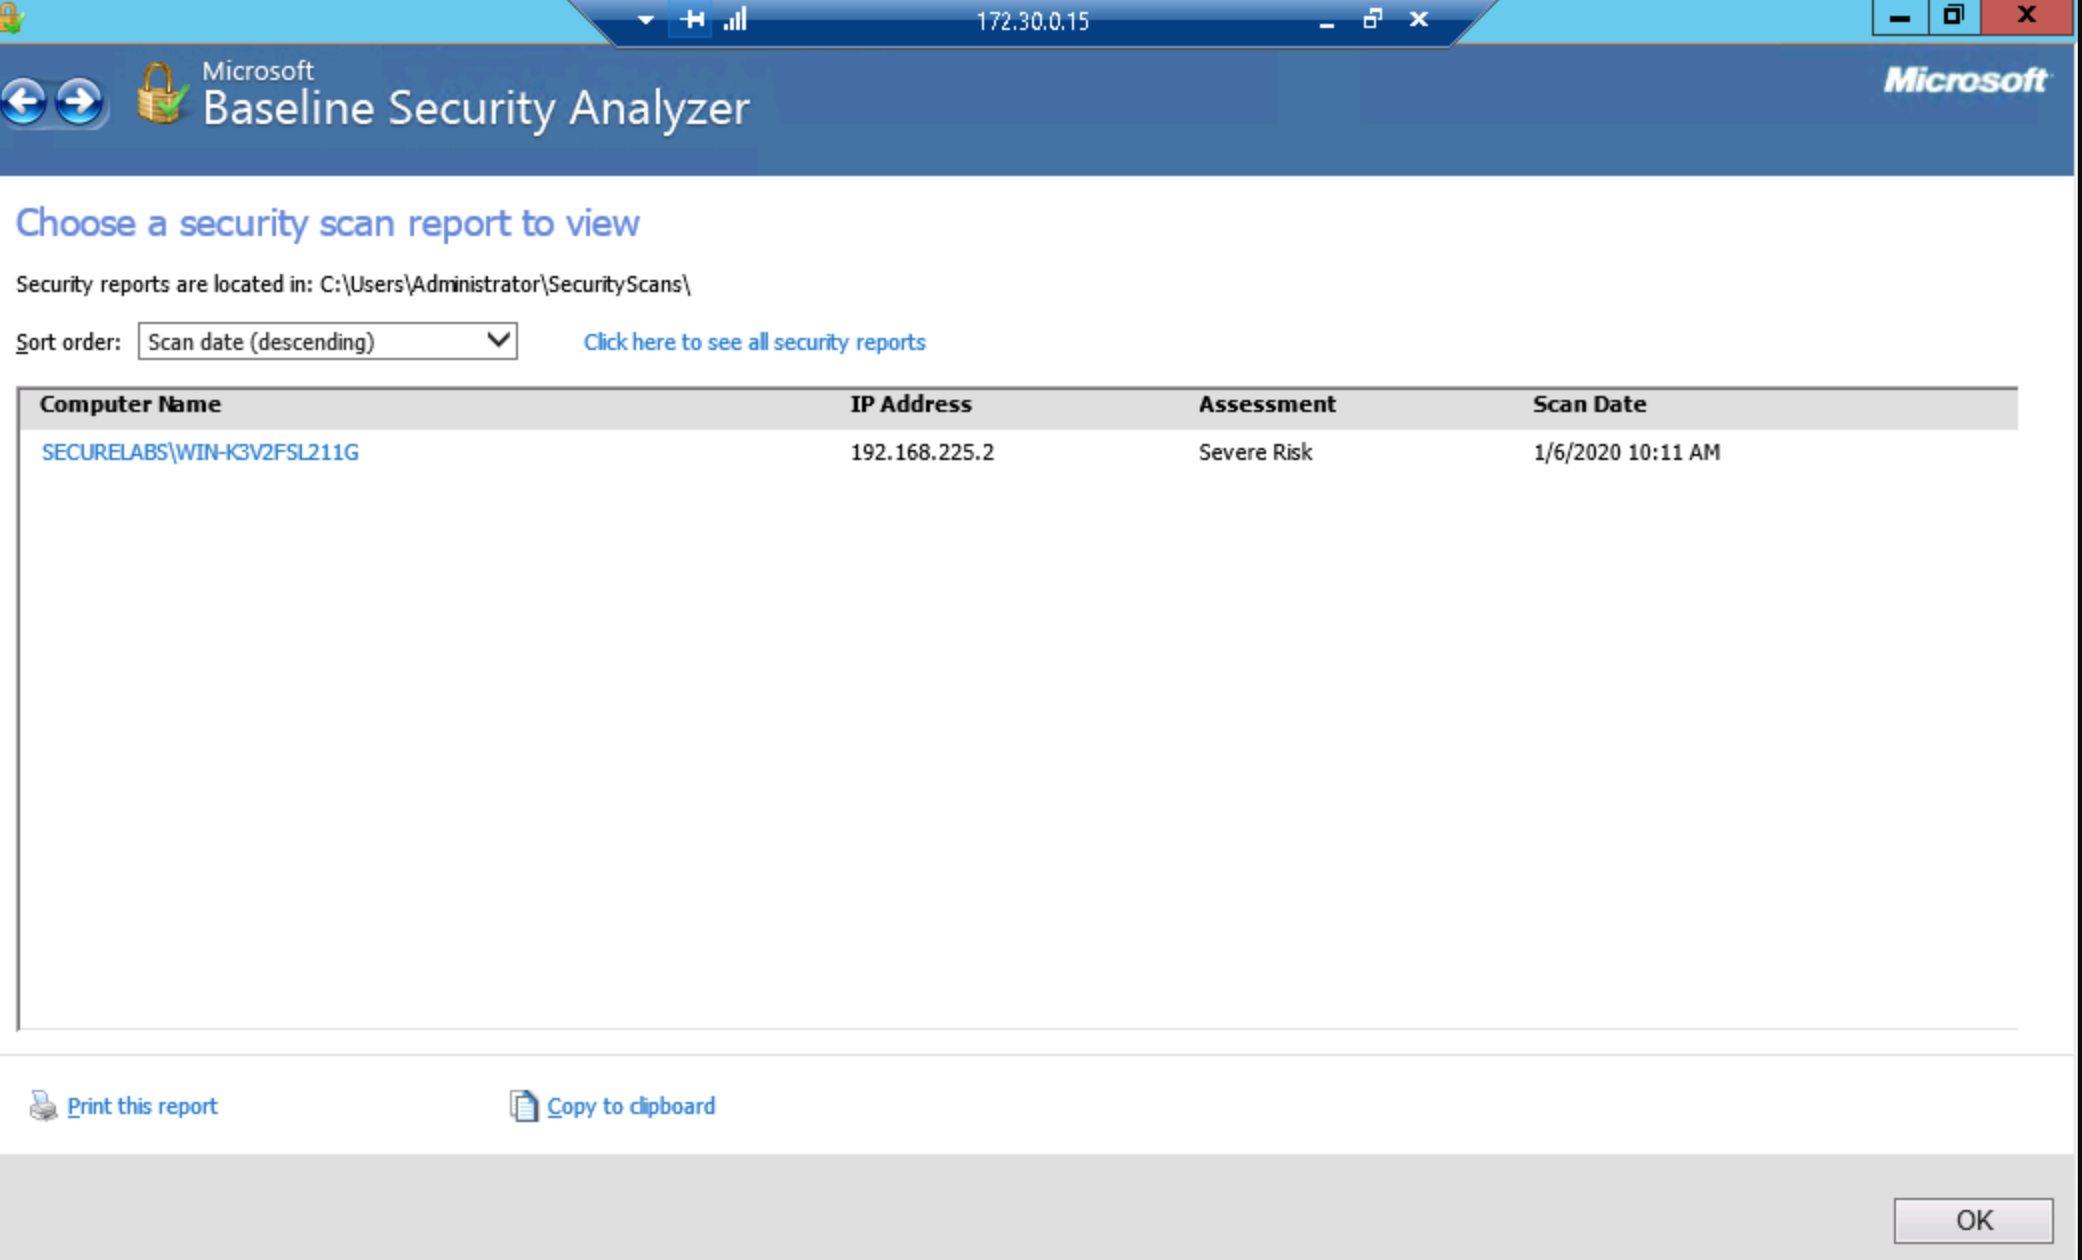 172.30.0.15
Microsoft
Baseline Security Analyzer
Microsoft
Choose a security scan report to view
Security reports are located in: C:\Users\Administrator\SecurityScans\
Sort order: Scan date (descending) Click here to see all security reports
Computer Name IP Address Assessment Scan Date
SECURELABS\WIN-K3V2FSL211G 192.168.225.2 Severe Risk 1/6/2020 10:11 AM
Print this report Copy to clipboard
OK